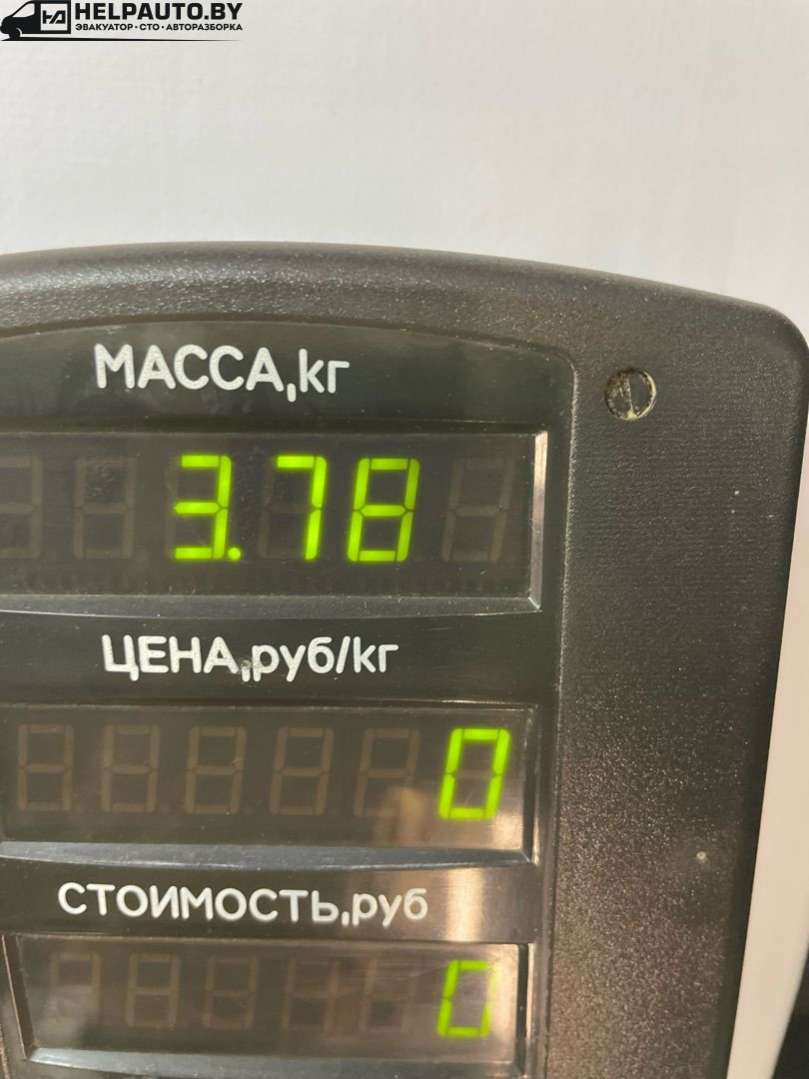 HELPAUTO.BY
ЭВАКУАТОР · СТО · АВТОРАЗБОРКА
МАССА,кг
3.78
ЦЕНА,руб/кг
0
СТОИМОСТЬ,руб
0